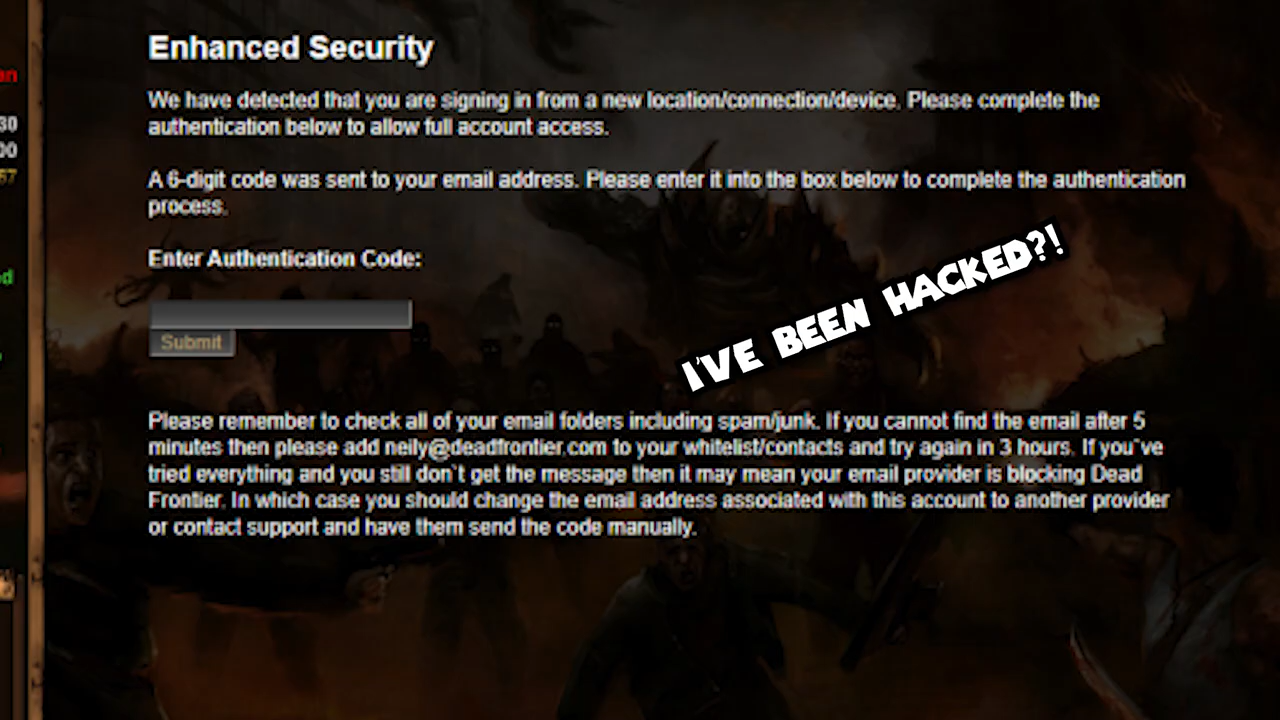 Enhanced Security
an
We have detected that you are signing in from a new location/connection/device. Please complete the
30
authentication below to allow full account access.
00
57
A 6-digit code was sent to your email address. Please enter it into the box below to complete the authentication
process.
I'VE BEEN HACKED?!
Enter Authentication Code:
d
Submit
Please remember to check all of your email folders including spam/junk. If you cannot find the email after 5
minutes then please add neily@deadfrontier.com to your whitelist/contacts and try again in 3 hours. If you`ve
tried everything and you still don`t get the message then it may mean your email provider is blocking Dead
Frontier. In which case you should change the email address associated with this account to another provider
or contact support and have them send the code manually.